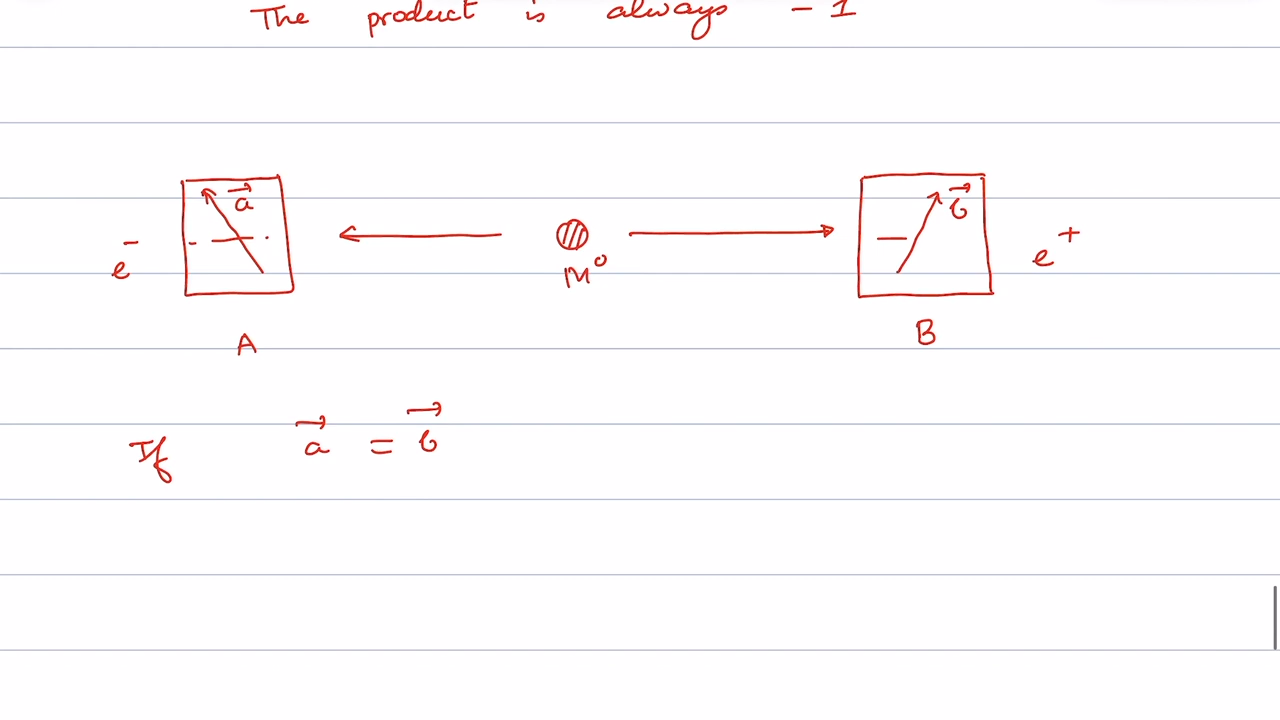 The product is always - 1
a⃗
b⃗
e⁻
M⁰
e⁺
A
B
If a⃗ = b⃗